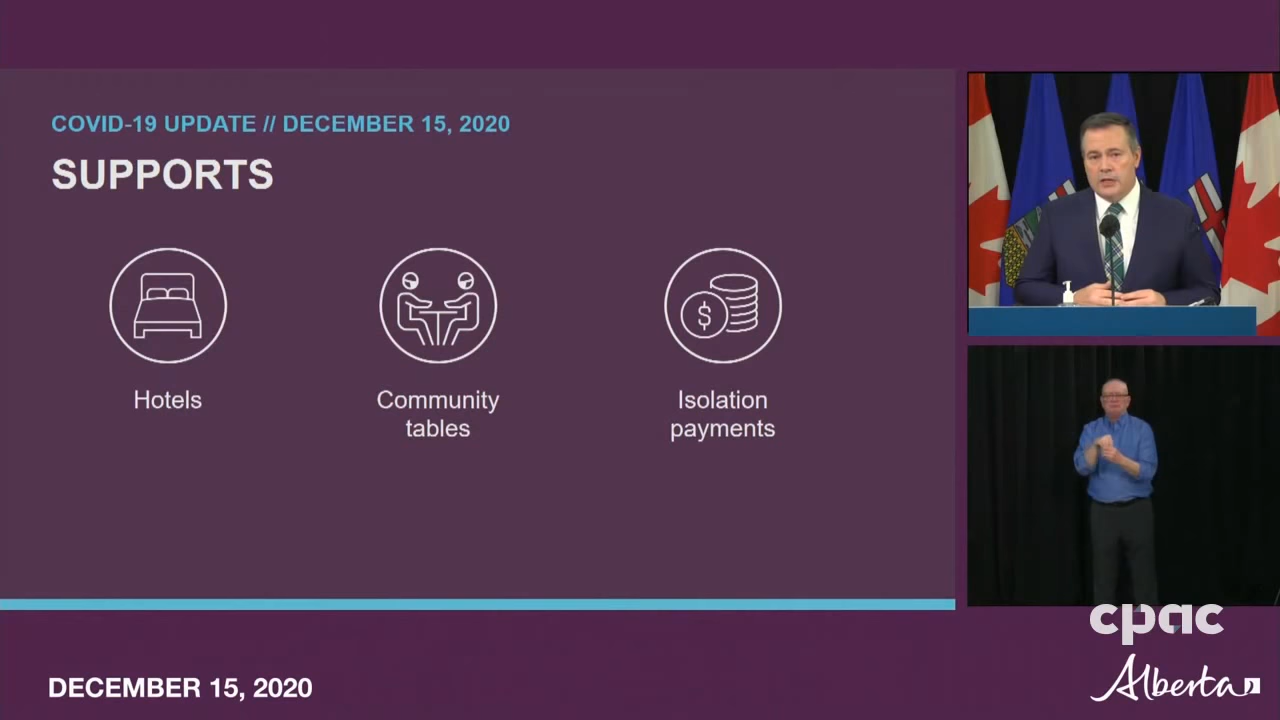 COVID-19 UPDATE // DECEMBER 15, 2020
SUPPORTS
$
Hotels
Community
tables
Isolation
payments
cpac
Alberta
DECEMBER 15, 2020